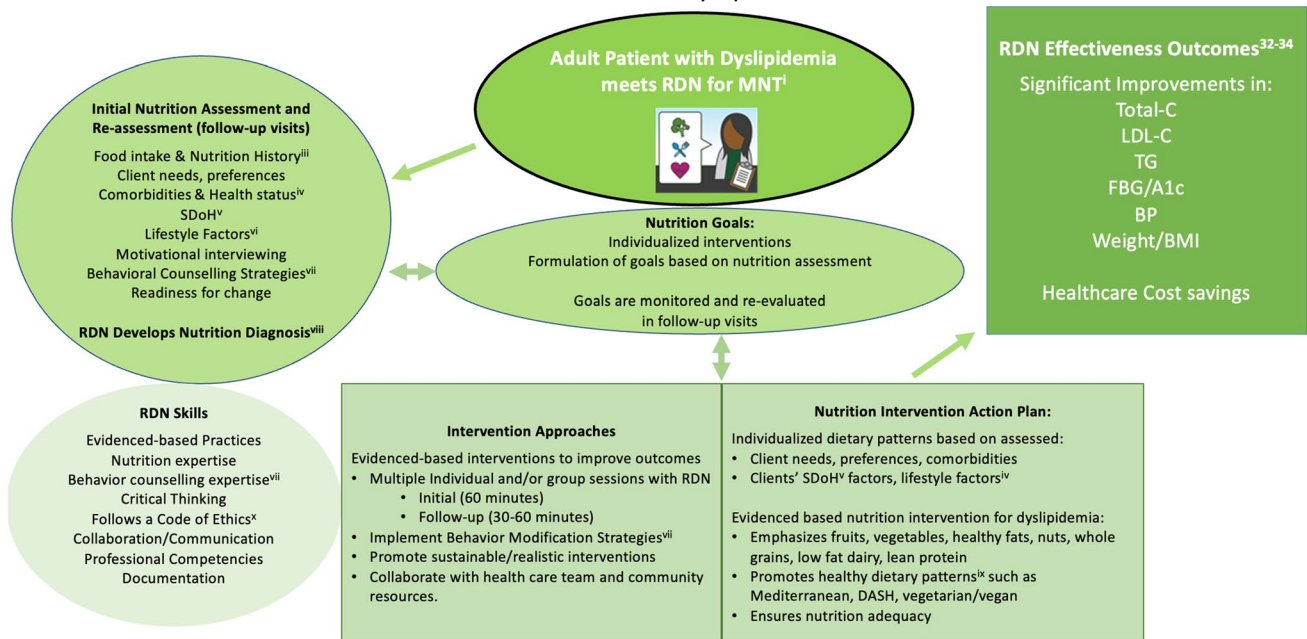 Adult Patient with Dyslipidemia
meets RDN for MNTⁱ
RDN Effectiveness Outcomes³²⁻³⁴
Significant Improvements in:
Total-C
LDL-C
TG
FBG/A1c
BP
Weight/BMI
Healthcare Cost savings
Initial Nutrition Assessment and
Re-assessment (follow-up visits)
Food intake & Nutrition Historyⁱⁱⁱ
Client needs, preferences
Comorbidities & Health statusⁱᵛ
SDoHᵛ
Lifestyle Factorsᵛⁱ
Motivational interviewing
Behavioral Counselling Strategiesᵛⁱⁱ
Readiness for change
RDN Develops Nutrition Diagnosisᵛⁱⁱⁱ
Nutrition Goals:
Individualized interventions
Formulation of goals based on nutrition assessment
Goals are monitored and re-evaluated
in follow-up visits
RDN Skills
Evidenced-based Practices
Nutrition expertise
Behavior counselling expertiseᵛⁱⁱ
Critical Thinking
Follows a Code of Ethicsˣ
Collaboration/Communication
Professional Competencies
Documentation
Intervention Approaches
Evidenced-based interventions to improve outcomes
• Multiple Individual and/or group sessions with RDN
• Initial (60 minutes)
• Follow-up (30-60 minutes)
• Implement Behavior Modification Strategiesᵛⁱⁱ
• Promote sustainable/realistic interventions
• Collaborate with health care team and community
resources.
Nutrition Intervention Action Plan:
Individualized dietary patterns based on assessed:
• Client needs, preferences, comorbidities
• Clients' SDoHᵛ factors, lifestyle factorsⁱᵛ
Evidenced based nutrition intervention for dyslipidemia:
• Emphasizes fruits, vegetables, healthy fats, nuts, whole
grains, low fat dairy, lean protein
• Promotes healthy dietary patternsⁱˣ such as
Mediterranean, DASH, vegetarian/vegan
• Ensures nutrition adequacy